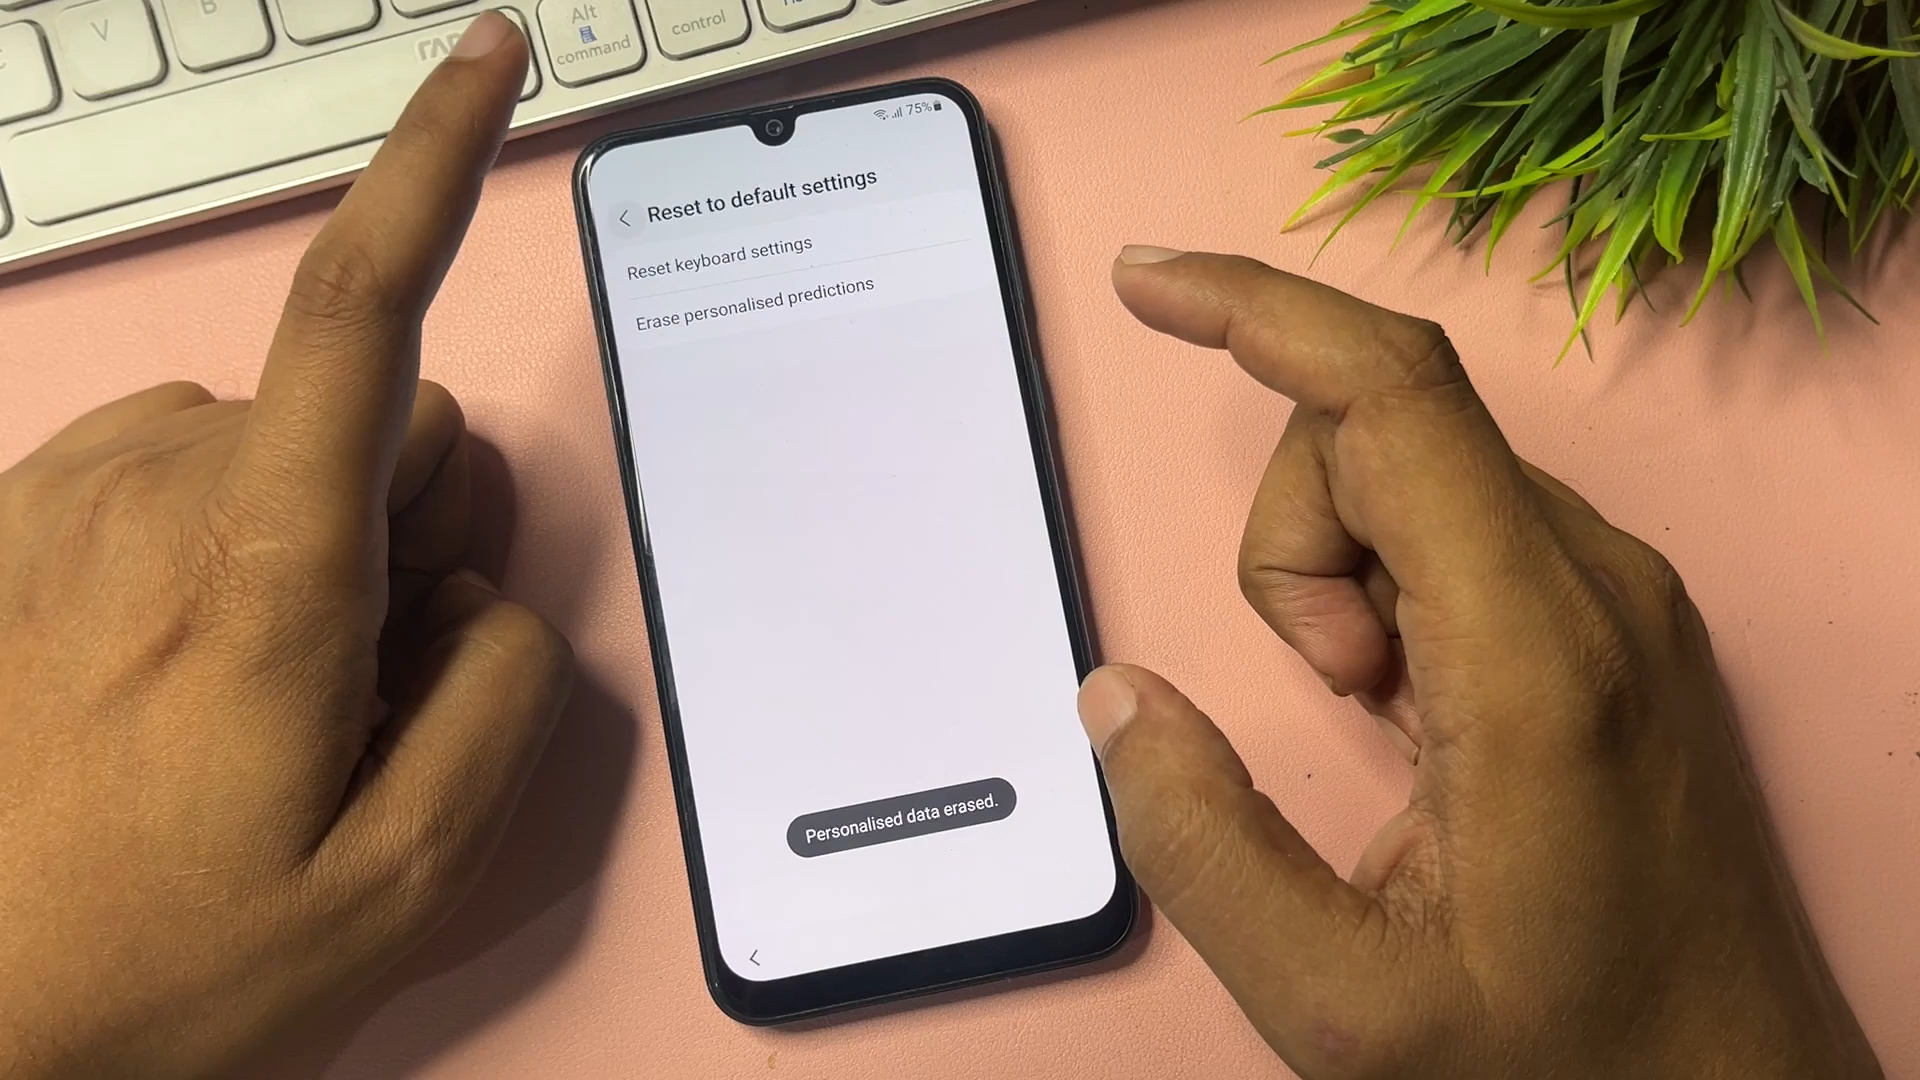 V
B
Alt
command
control
75%
Reset to default settings
Reset keyboard settings
Erase personalised predictions
Personalised data erased.